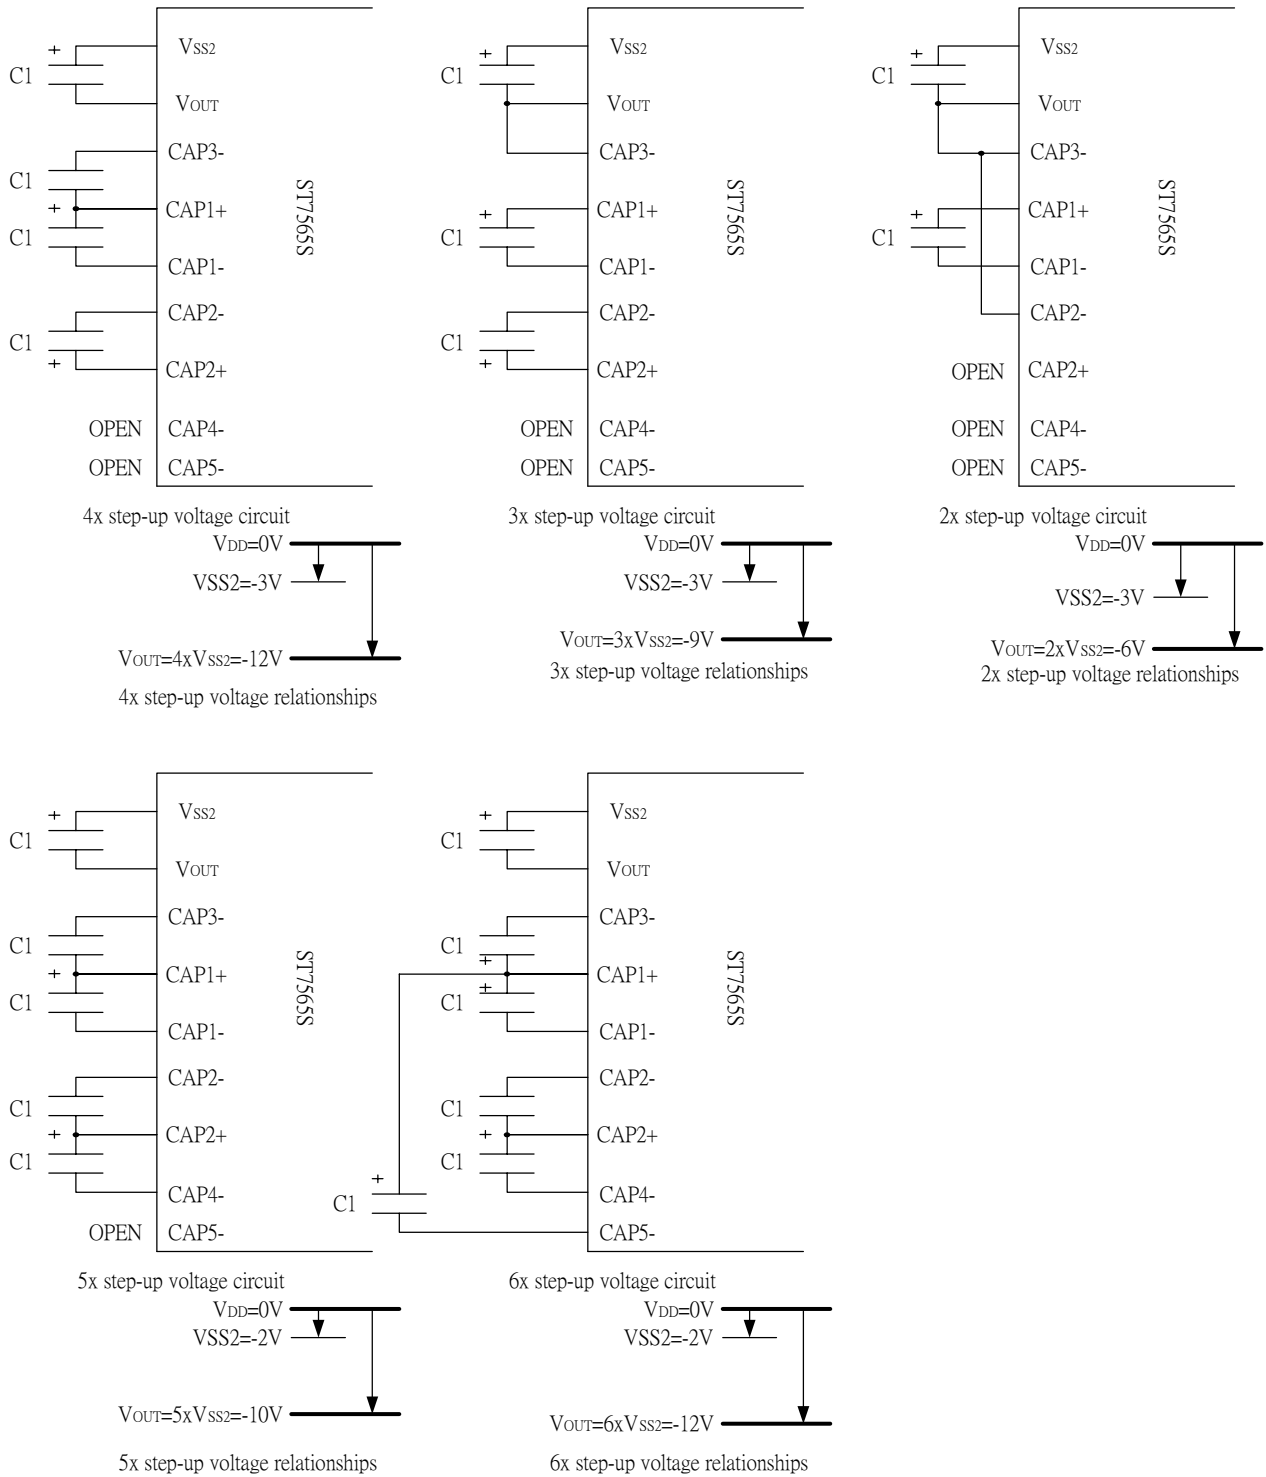 +
VSS2
C1
VOUT
CAP3-
C1
+
CAP1+
C1
CAP1-
CAP2-
C1
+
CAP2+
OPEN
CAP4-
OPEN
CAP5-
ST7565S
4x step-up voltage circuit
VDD=0V
VSS2=-3V
VOUT=4xVSS2=-12V
4x step-up voltage relationships
+
VSS2
C1
VOUT
CAP3-
+
CAP1+
C1
CAP1-
CAP2-
C1
+
CAP2+
OPEN
CAP4-
OPEN
CAP5-
ST7565S
3x step-up voltage circuit
VDD=0V
VSS2=-3V
VOUT=3xVSS2=-9V
3x step-up voltage relationships
+
VSS2
C1
VOUT
CAP3-
+
CAP1+
C1
CAP1-
CAP2-
OPEN
CAP2+
OPEN
CAP4-
OPEN
CAP5-
ST7565S
2x step-up voltage circuit
VDD=0V
VSS2=-3V
VOUT=2xVSS2=-6V
2x step-up voltage relationships
+
VSS2
C1
VOUT
CAP3-
C1
+
CAP1+
C1
CAP1-
CAP2-
C1
+
CAP2+
C1
CAP4-
OPEN
CAP5-
ST7565S
5x step-up voltage circuit
VDD=0V
VSS2=-2V
VOUT=5xVSS2=-10V
5x step-up voltage relationships
+
VSS2
C1
VOUT
CAP3-
C1
+
CAP1+
+
C1
CAP1-
CAP2-
C1
+
CAP2+
C1
+
CAP4-
C1
CAP5-
ST7565S
6x step-up voltage circuit
VDD=0V
VSS2=-2V
VOUT=6xVSS2=-12V
6x step-up voltage relationships